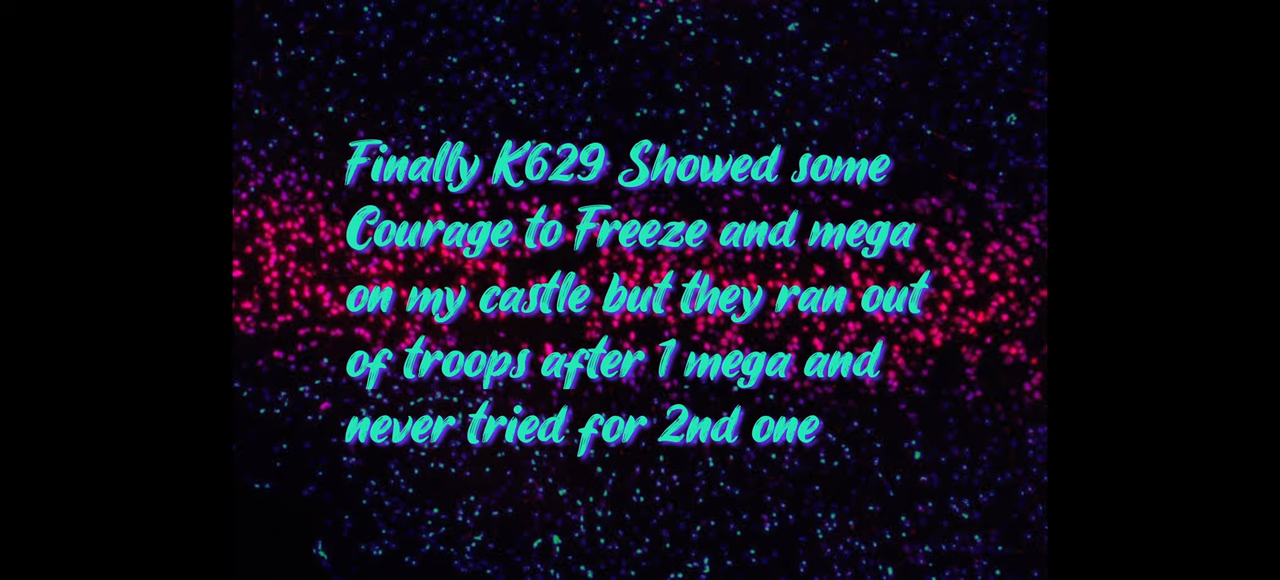 Finally K629 Showed some
Courage to Freeze and mega
on my castle but they ran out
of troops after 1 mega and
never tried for 2nd one